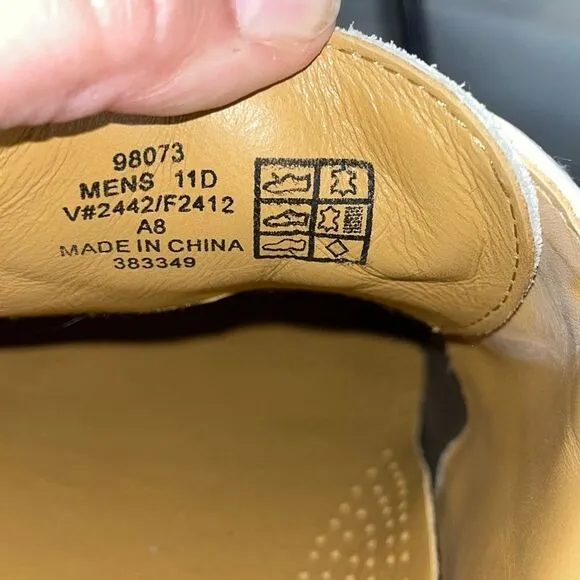 98073
MENS 11D
V#2442/F2412
A8
MADE IN CHINA
383349